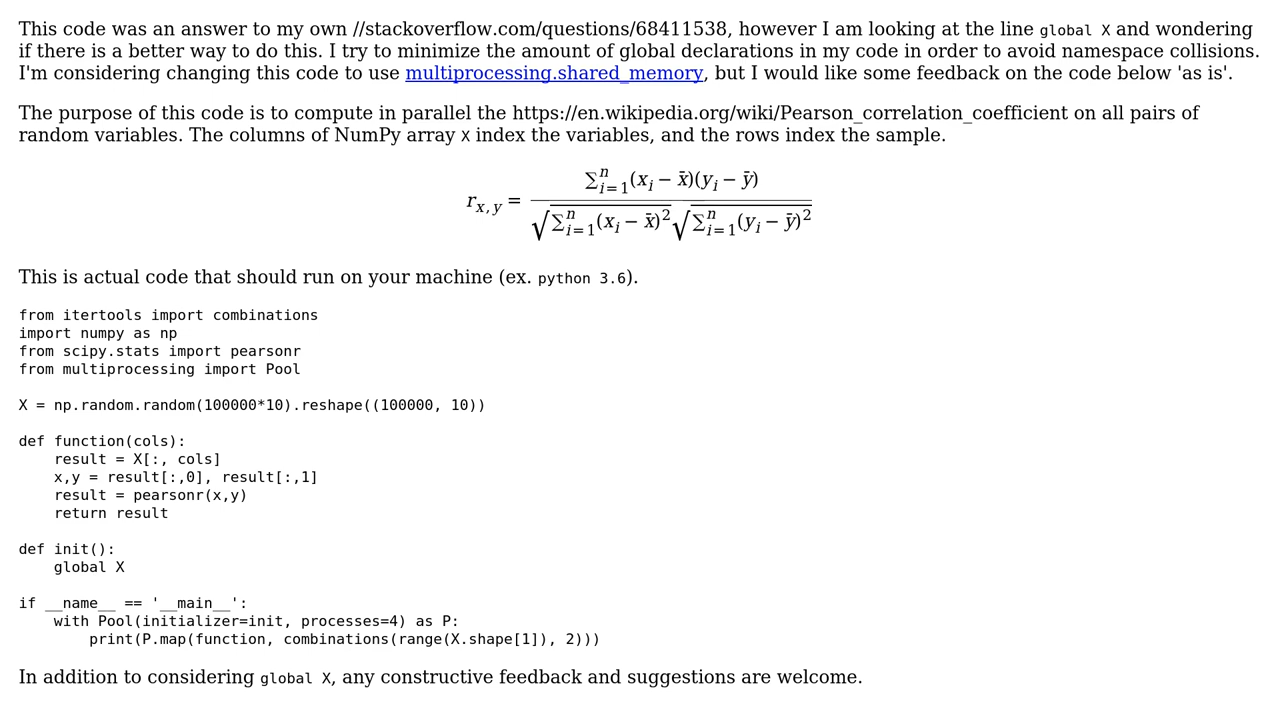 This code was an answer to my own //stackoverflow.com/questions/68411538, however I am looking at the line global X and wondering
if there is a better way to do this. I try to minimize the amount of global declarations in my code in order to avoid namespace collisions.
I'm considering changing this code to use multiprocessing.shared_memory, but I would like some feedback on the code below 'as is'.
The purpose of this code is to compute in parallel the https://en.wikipedia.org/wiki/Pearson_correlation_coefficient on all pairs of
random variables. The columns of NumPy array X index the variables, and the rows index the sample.
r_{x,y} = \frac{\sum_{i=1}^{n}(x_i − \bar{x})(y_i − \bar{y})}{\sqrt{\sum_{i=1}^{n}(x_i − \bar{x})^2}\sqrt{\sum_{i=1}^{n}(y_i − \bar{y})^2}}
This is actual code that should run on your machine (ex. python 3.6).
from itertools import combinations
import numpy as np
from scipy.stats import pearsonr
from multiprocessing import Pool
X = np.random.random(100000*10).reshape((100000, 10))
def function(cols):
    result = X[:, cols]
    x,y = result[:,0], result[:,1]
    result = pearsonr(x,y)
    return result
def init():
    global X
if __name__ == '__main__':
    with Pool(initializer=init, processes=4) as P:
        print(P.map(function, combinations(range(X.shape[1]), 2)))
In addition to considering global X, any constructive feedback and suggestions are welcome.